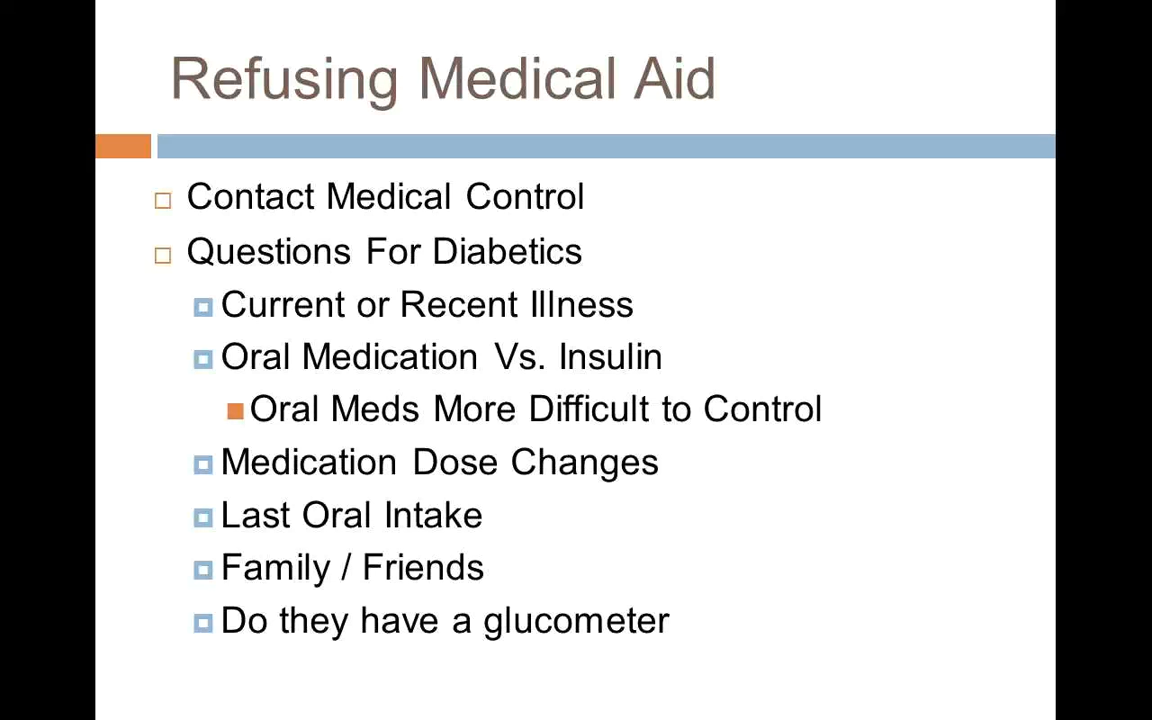 Refusing Medical Aid
Contact Medical Control
Questions For Diabetics
Current or Recent Illness
Oral Medication Vs. Insulin
Oral Meds More Difficult to Control
Medication Dose Changes
Last Oral Intake
Family / Friends
Do they have a glucometer